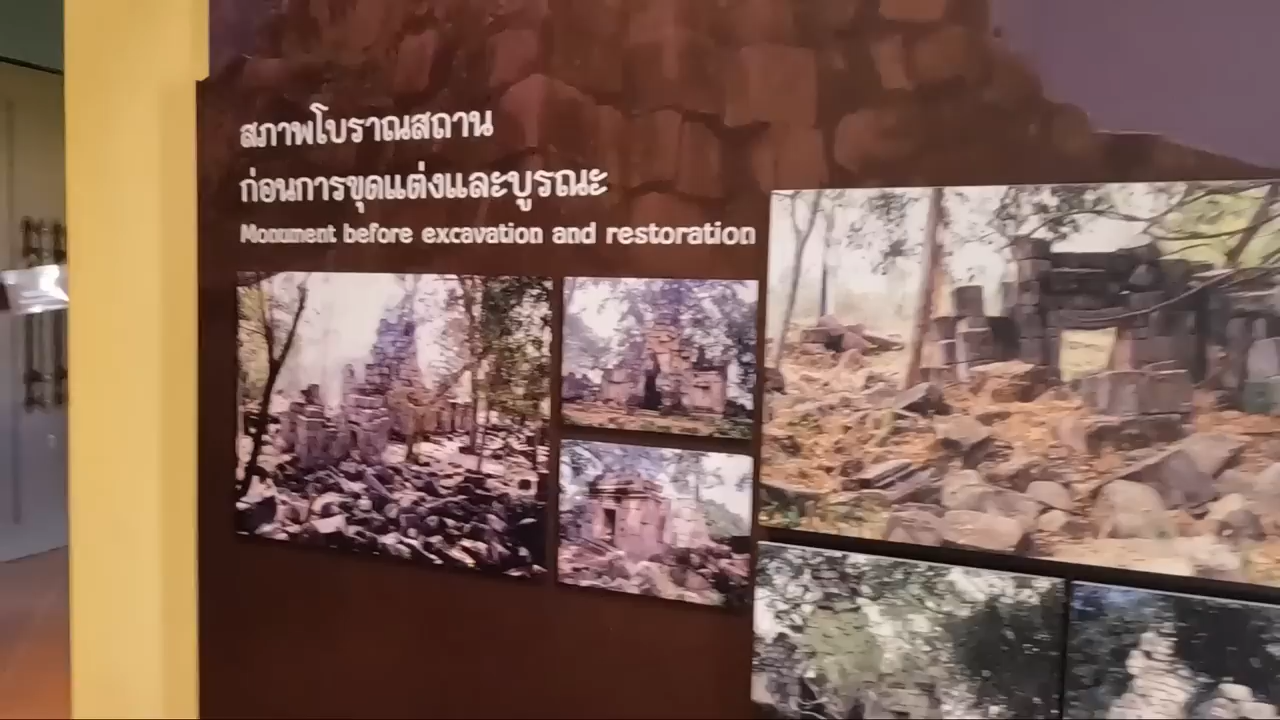 สภาพโบราณสถาน
ก่อนการขุดแต่งและบูรณะ
Monument before excavation and restoration